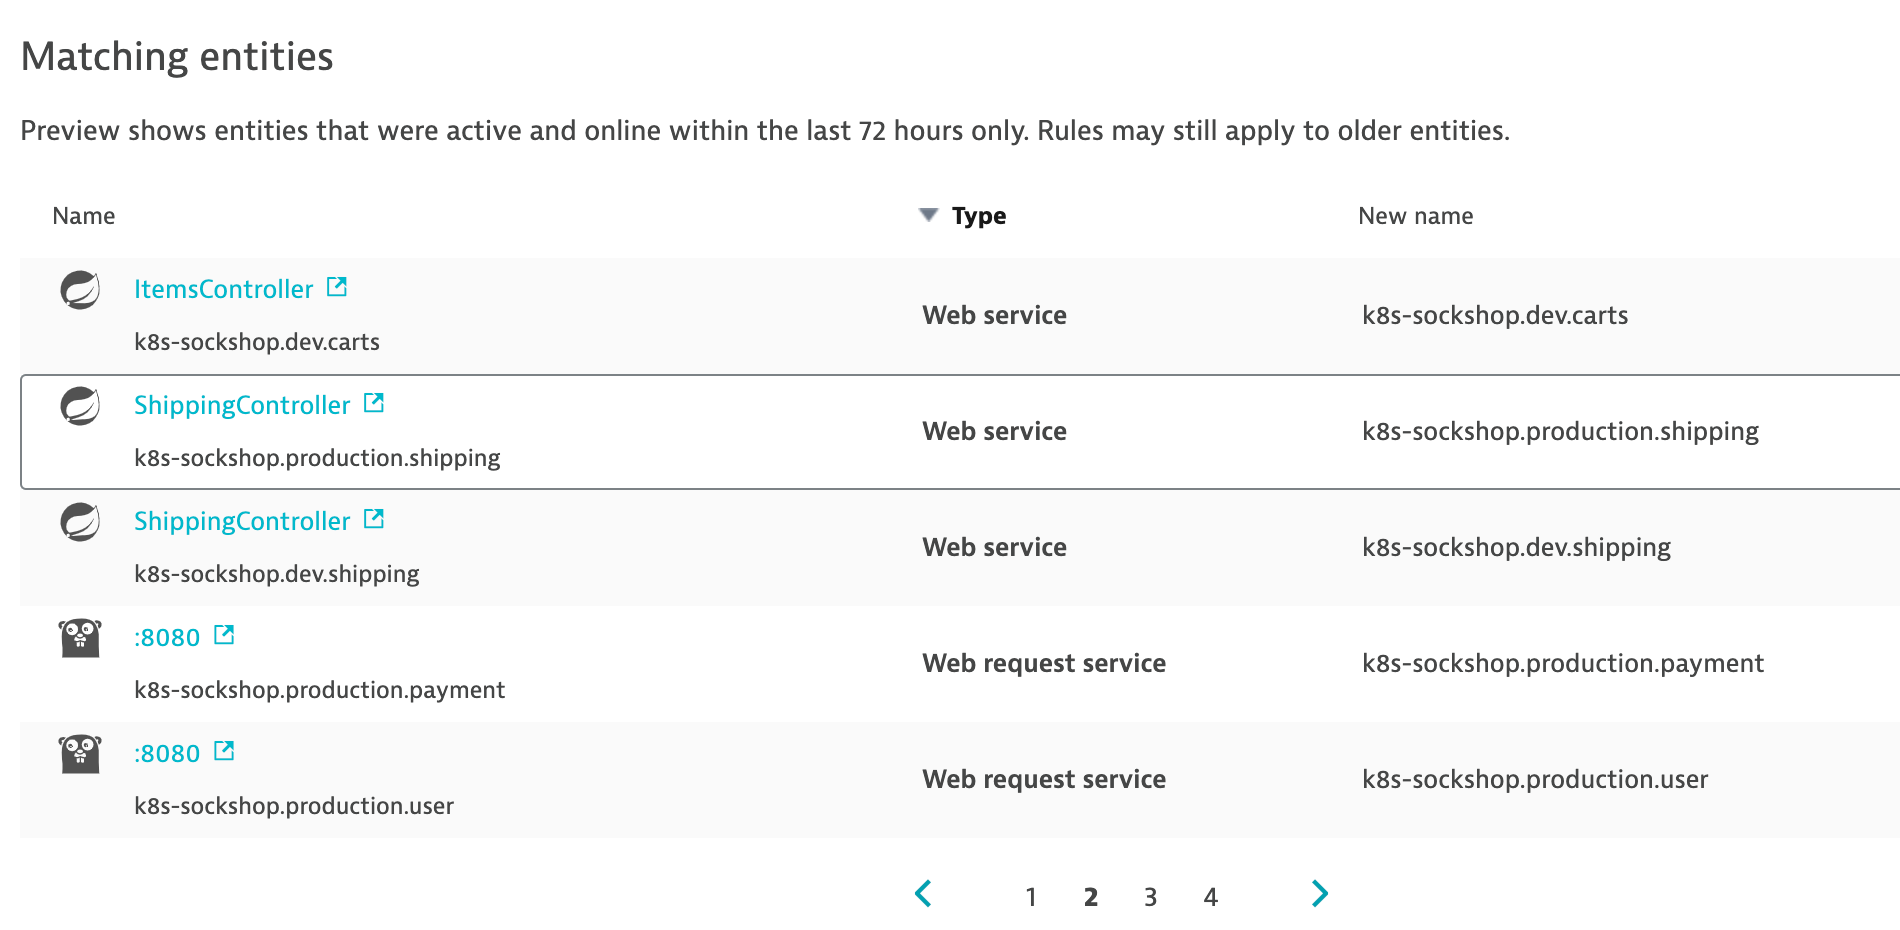 Matching entities
Preview shows entities that were active and online within the last 72 hours only. Rules may still apply to older entities.
Name Type New name
ItemsController
k8s-sockshop.dev.carts
Web service
k8s-sockshop.dev.carts
ShippingController
k8s-sockshop.production.shipping
Web service
k8s-sockshop.production.shipping
ShippingController
k8s-sockshop.dev.shipping
Web service
k8s-sockshop.dev.shipping
:8080
k8s-sockshop.production.payment
Web request service
k8s-sockshop.production.payment
:8080
k8s-sockshop.production.user
Web request service
k8s-sockshop.production.user
1 2 3 4